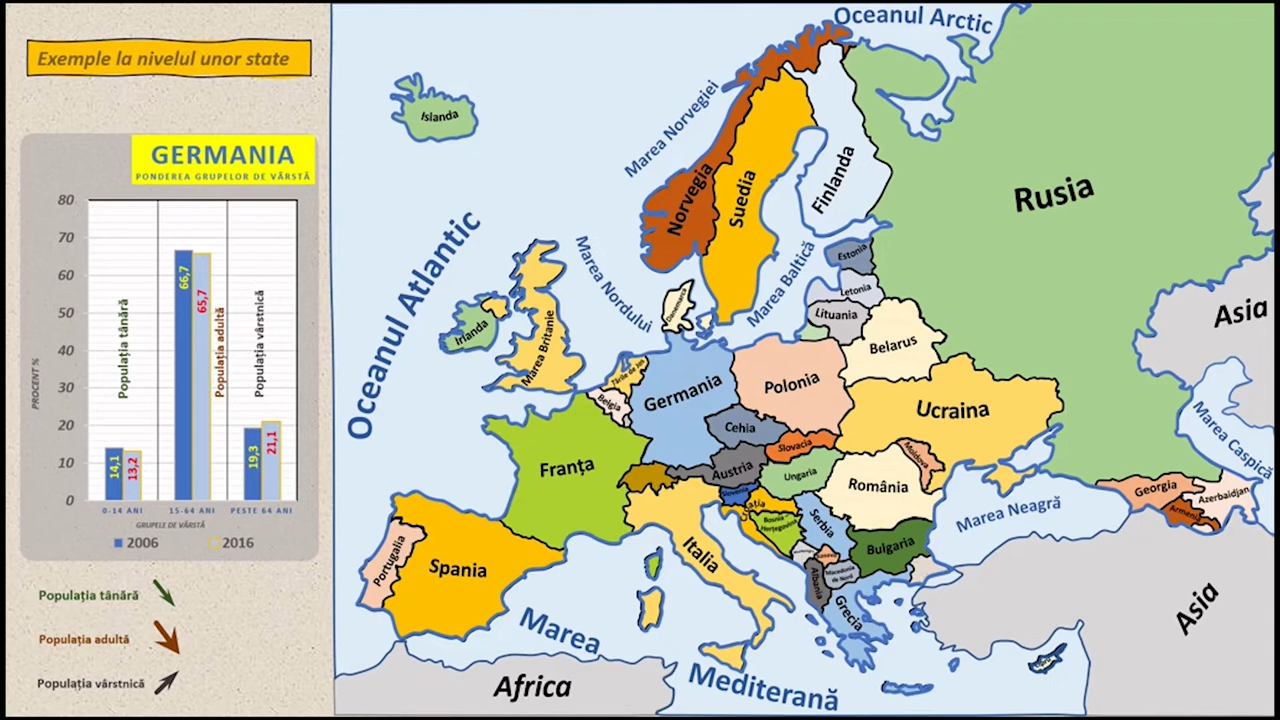 Exemple la nivelul unor state
GERMANIA
PONDEREA GRUPELOR DE VÂRSTĂ
80
70
60
50
40
30
20
10
0
PROCENT %
14,1
13,2
Populația tânără
66,7
65,7
Populația adultă
19,3
21,1
Populația vârstnică
0-14 ANI
15-64 ANI
PESTE 64 ANI
GRUPELE DE VÂRSTĂ
2006
2016
Populația tânără
Populația adultă
Populația vârstnică
Oceanul Arctic
Islanda
Marea Norvegiei
Norvegia
Suedia
Finlanda
Rusia
Oceanul Atlantic
Marea Nordului
Marea Baltică
Estonia
Letonia
Lituania
Danemarca
Irlanda
Marea Britanie
Țările de Jos
Belgia
Germania
Polonia
Belarus
Asia
Ucraina
Cehia
Slovacia
Franța
Austria
Ungaria
Moldova
România
Marea Caspică
Slovenia
Bosnia
Herțegovina
Serbia
Bulgaria
Marea Neagră
Georgia
Azerbaidjan
Armenia
Portugalia
Spania
Italia
Albania
Macedonia
de Nord
Grecia
Asia
Marea
Mediterană
Africa
Cipru